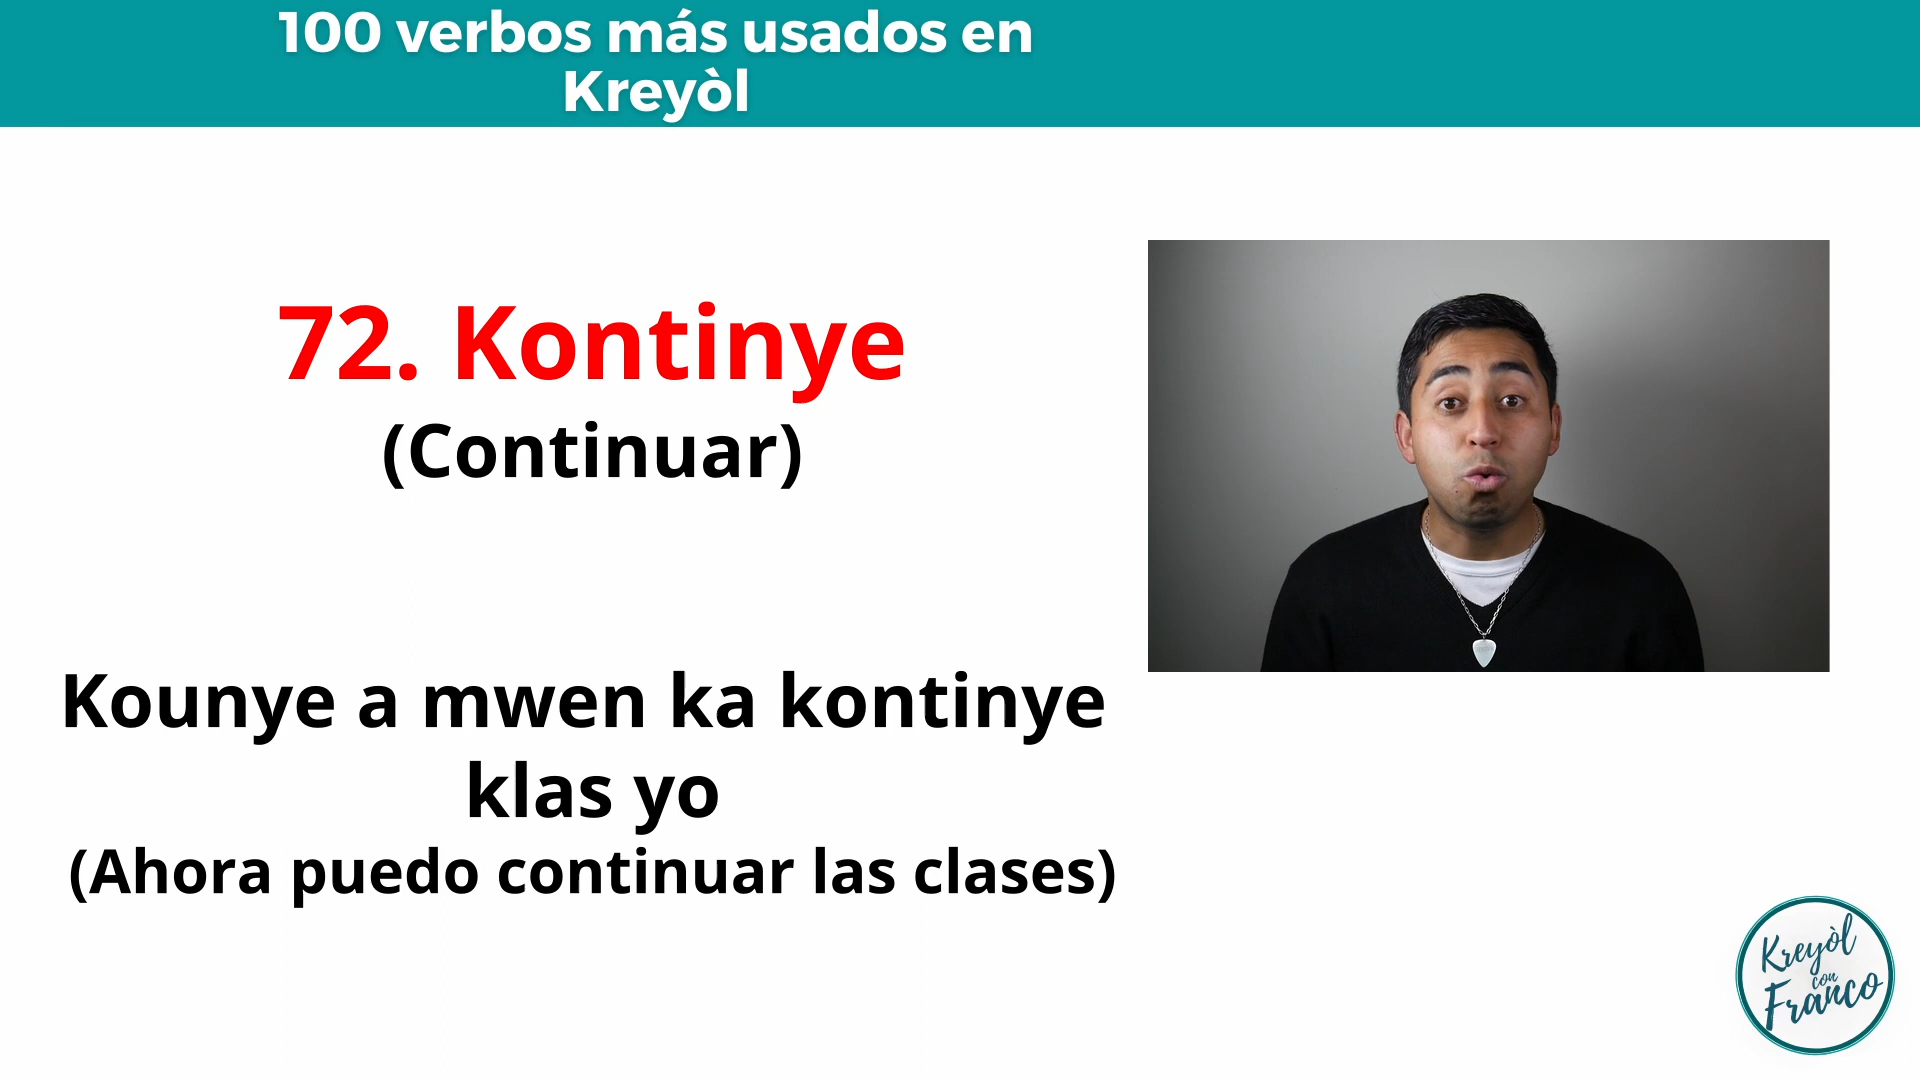 100 verbos más usados en
Kreyòl
72. Kontinye
(Continuar)
Kounye a mwen ka kontinye
klas yo
(Ahora puedo continuar las clases)
Kreyòl
con
Franco